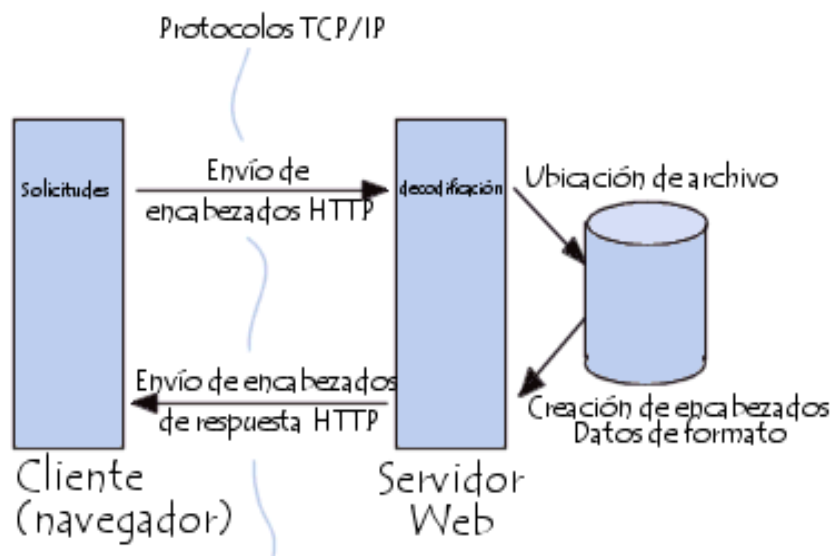 Protocolos TCP/IP
Solicitudes
Envío de
encabezados HTTP
decodificación
Ubicación de archivo
Envío de encabezados
de respuesta HTTP
Creación de encabezados
Datos de formato
Cliente
(navegador)
Servidor
Web